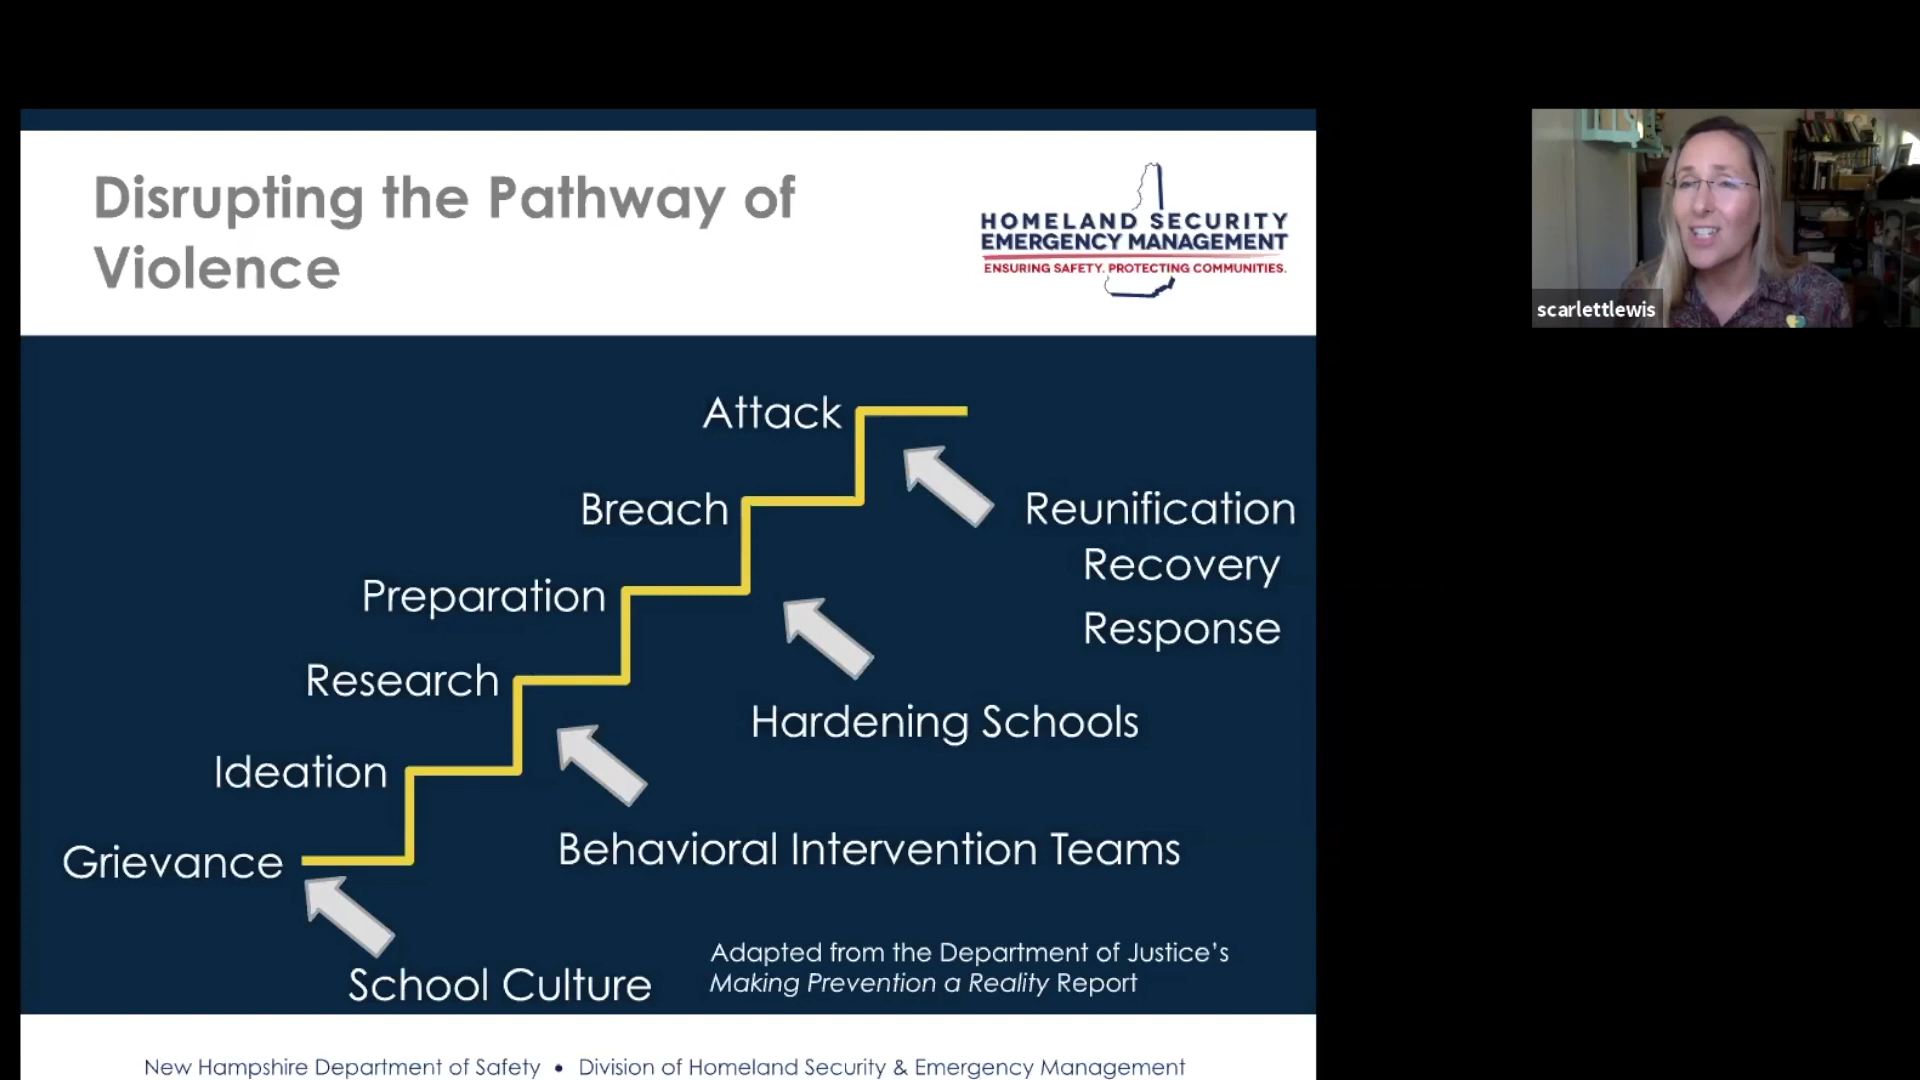 Disrupting the Pathway of
Violence
HOMELAND SECURITY
EMERGENCY MANAGEMENT
ENSURING SAFETY. PROTECTING COMMUNITIES.
scarlettlewis
Attack
Breach
Reunification
Recovery
Preparation
Response
Research
Hardening Schools
Ideation
Behavioral Intervention Teams
Grievance
School Culture
Adapted from the Department of Justice’s
Making Prevention a Reality Report
New Hampshire Department of Safety • Division of Homeland Security & Emergency Management